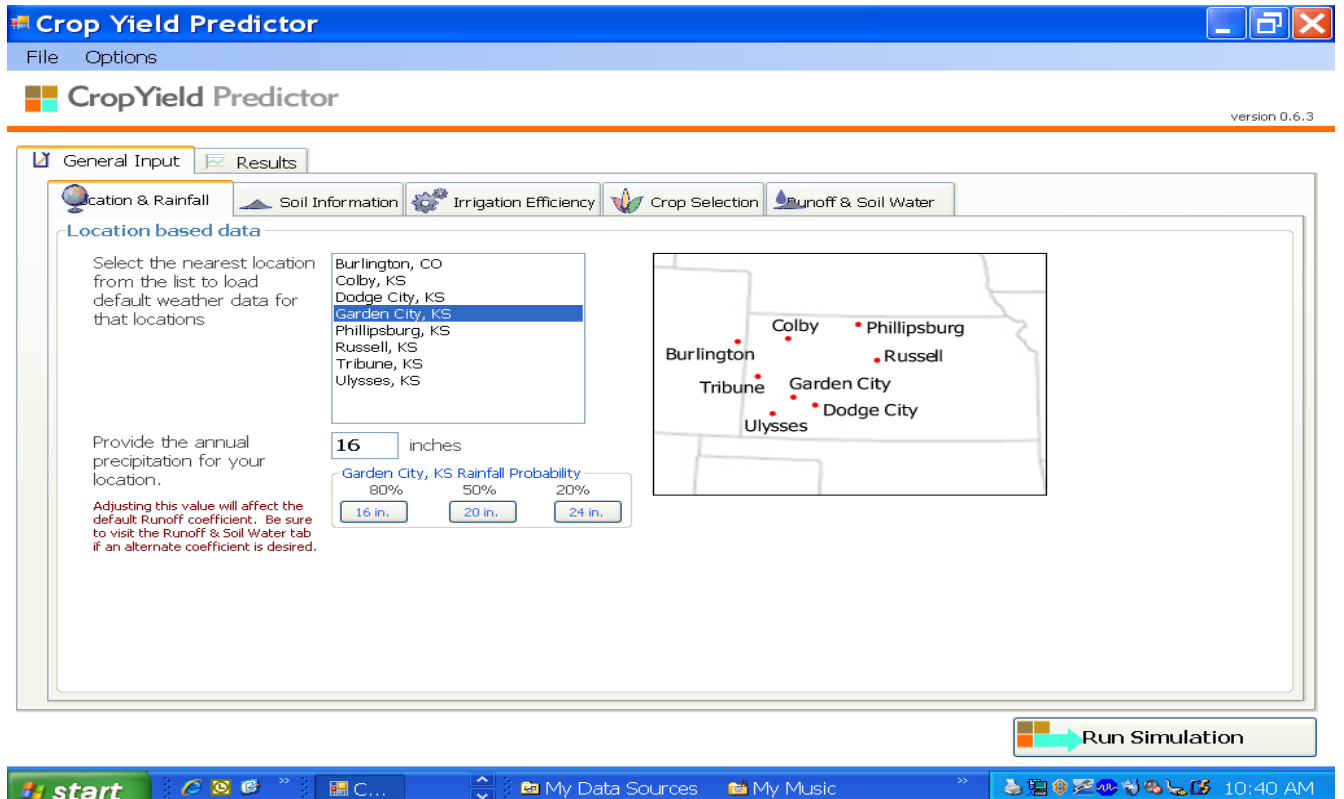 Crop Yield Predictor
File Options
CropYield Predictor
version 0.6.3
General Input Results
cation & Rainfall Soil Information Irrigation Efficiency Crop Selection unoff & Soil Water
Location based data
Select the nearest location
from the list to load
default weather data for
that locations
Burlington, CO
Colby, KS
Dodge City, KS
Garden City, KS
Phillipsburg, KS
Russell, KS
Tribune, KS
Ulysses, KS
Colby Phillipsburg
Burlington Russell
Tribune Garden City
Dodge City
Ulysses
Provide the annual
precipitation for your
location.
16 inches
Adjusting this value will affect the
default Runoff coefficient. Be sure
to visit the Runoff & Soil Water tab
if an alternate coefficient is desired.
Garden City, KS Rainfall Probability
80% 50% 20%
16 in. 20 in. 24 in.
Run Simulation
start C... My Data Sources My Music 10:40 AM